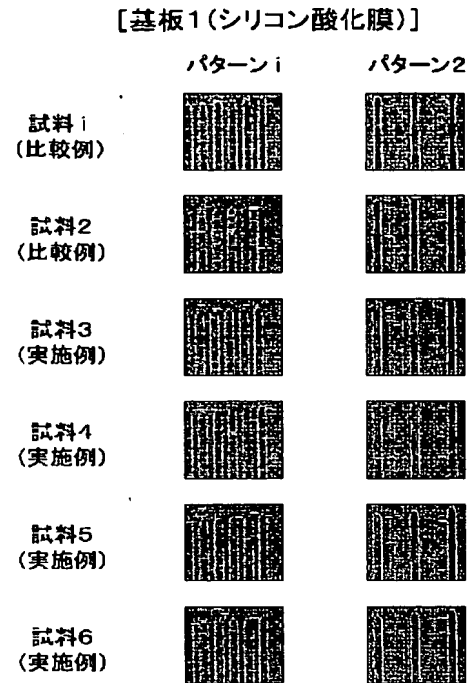 [基板1(シリコン酸化膜)]
パターンi パターン2
試料i
(比較例)
試料2
(比較例)
試料3
(実施例)
試料4
(実施例)
試料5
(実施例)
試料6
(実施例)